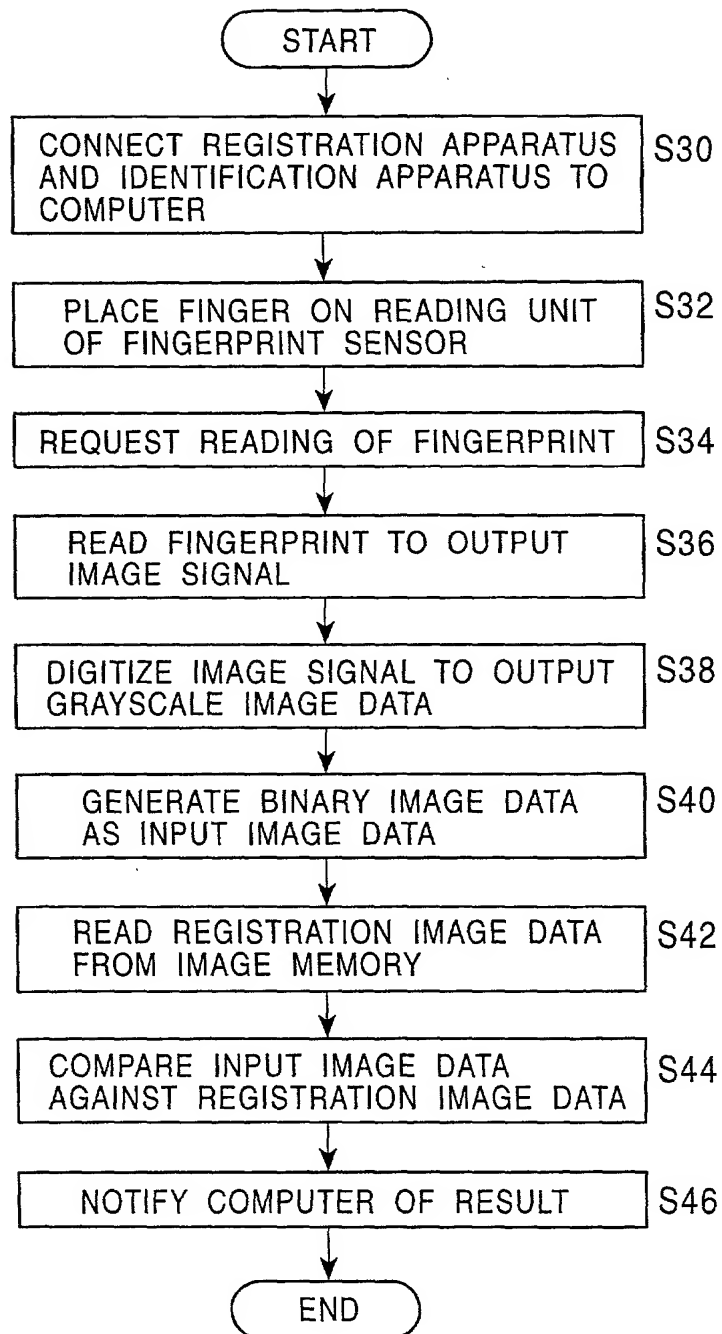 START
CONNECT REGISTRATION APPARATUS
AND IDENTIFICATION APPARATUS TO
COMPUTER
S30
PLACE FINGER ON READING UNIT
OF FINGERPRINT SENSOR
S32
REQUEST READING OF FINGERPRINT
S34
READ FINGERPRINT TO OUTPUT
IMAGE SIGNAL
S36
DIGITIZE IMAGE SIGNAL TO OUTPUT
GRAYSCALE IMAGE DATA
S38
GENERATE BINARY IMAGE DATA
AS INPUT IMAGE DATA
S40
READ REGISTRATION IMAGE DATA
FROM IMAGE MEMORY
S42
COMPARE INPUT IMAGE DATA
AGAINST REGISTRATION IMAGE DATA
S44
NOTIFY COMPUTER OF RESULT
S46
END